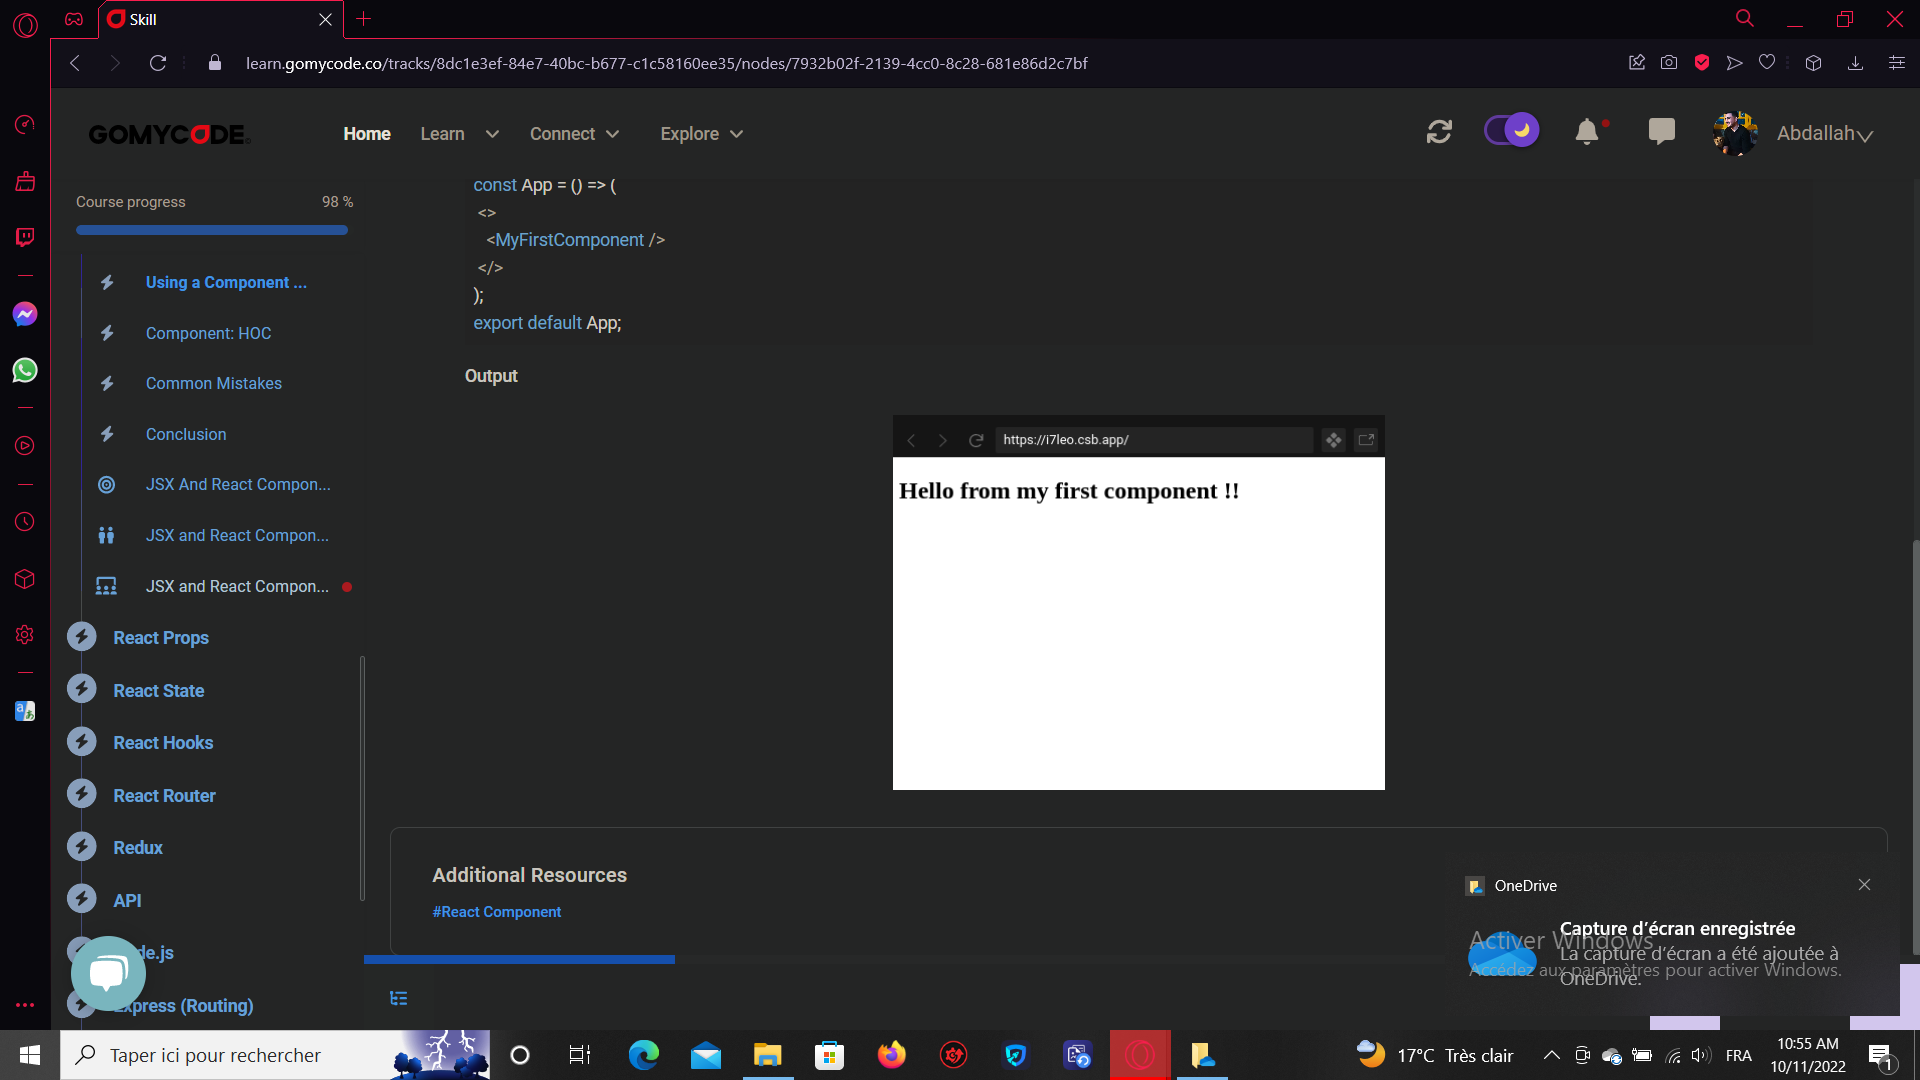 Skill
learn.gomycode.co/tracks/8dc1e3ef-84e7-40bc-b677-c1c58160ee35/nodes/7932b02f-2139-4cc0-8c28-681e86d2c7bf
GOMYCODE
Home
Learn
Connect
Explore
Abdallah
Course progress
98 %
Using a Component ...
Component: HOC
Common Mistakes
Conclusion
JSX And React Compon...
JSX and React Compon...
JSX and React Compon...
React Props
React State
React Hooks
React Router
Redux
API
de.js
Express (Routing)
const App = () => (
<>
<MyFirstComponent />
</>
);
export default App;
Output
https://i7leo.csb.app/
Hello from my first component !!
Additional Resources
#React Component
OneDrive
Capture d'écran enregistrée
La capture d'écran a été ajoutée à
OneDrive.
Activer Windows
Accédez aux paramètres pour activer Windows.
Taper ici pour rechercher
17°C Très clair
FRA
10:55 AM
10/11/2022
1